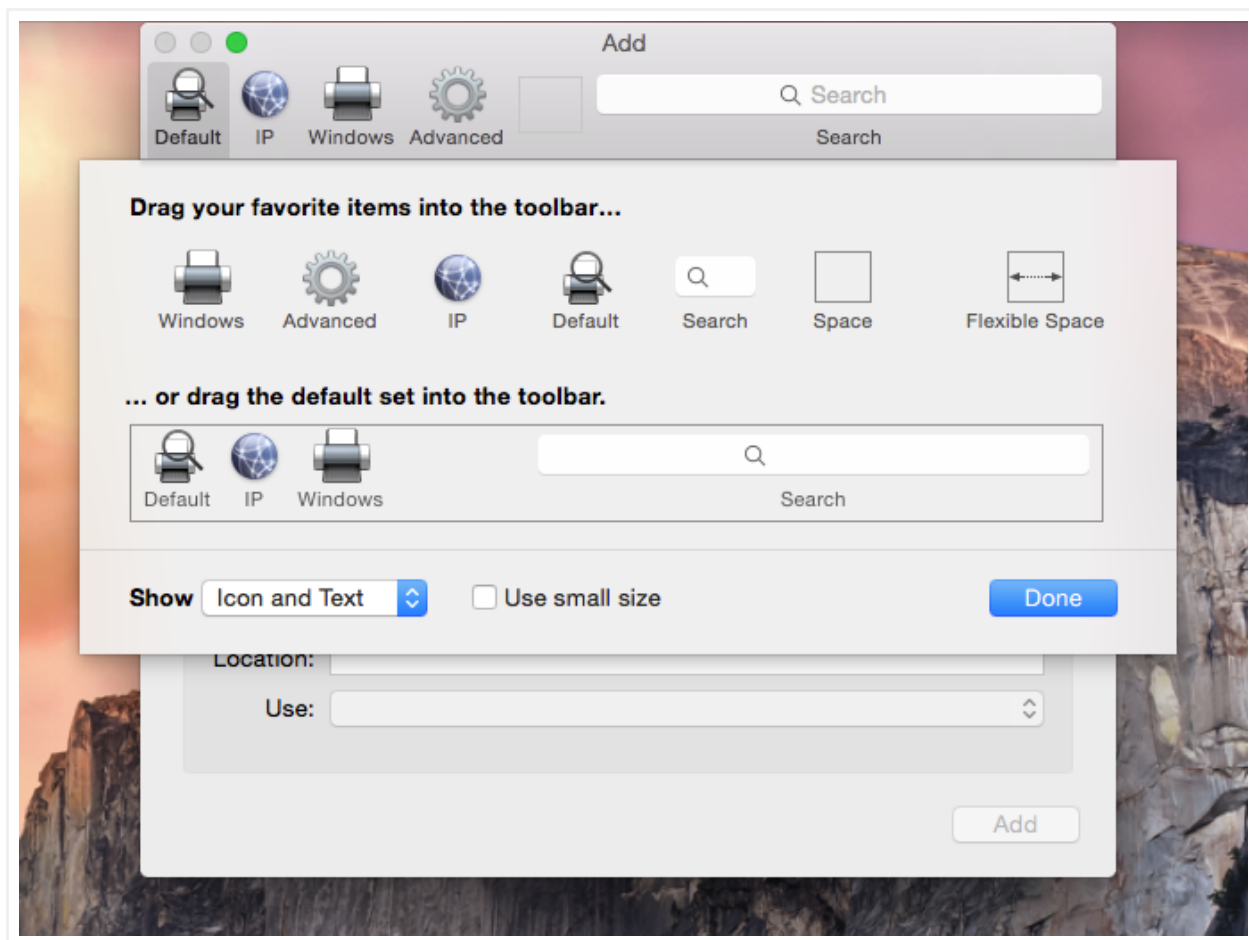 Add
Search
Default IP Windows Advanced Search
Drag your favorite items into the toolbar...
Windows Advanced IP Default Search Space Flexible Space
... or drag the default set into the toolbar.
Default IP Windows Search
Show Icon and Text Use small size Done
Location:
Use:
Add